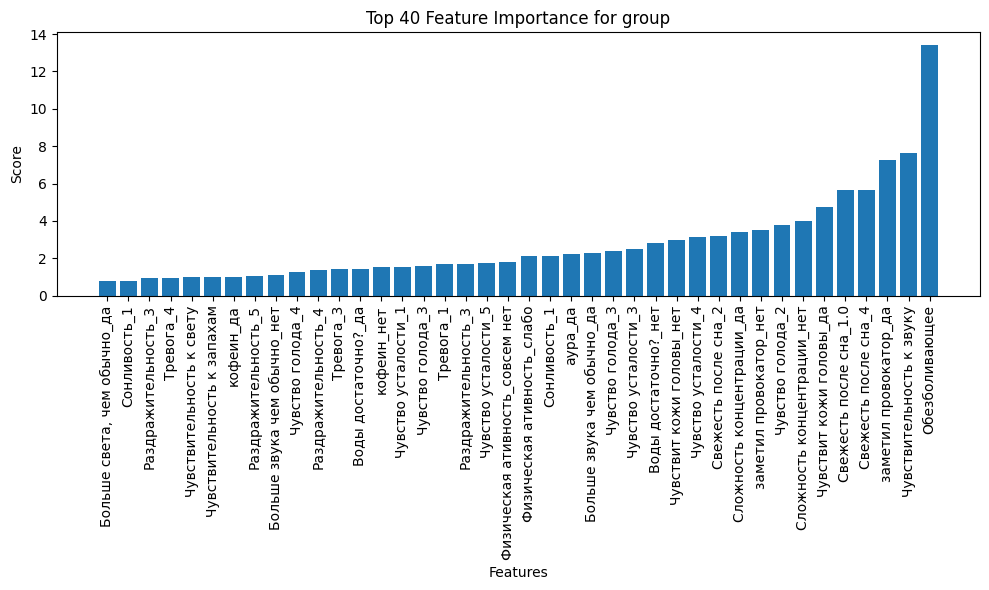 Top 40 Feature Importance for group
14
12
10
8
6
4
2
0
Score
Больше света, чем обычно_да
Сонливость_1
Раздражительность_3
Тревога_4
Чувствительность к свету
Чувствительность к запахам
кофеин_да
Раздражительность_5
Больше звука чем обычно_нет
Чувство голода_4
Раздражительность_4
Тревога_3
Воды достаточно?_да
кофеин_нет
Чувство усталости_1
Чувство голода_3
Тревога_1
Раздражительность_3
Чувство усталости_5
Физическая ативность_совсем нет
Физическая ативность_слабо
Сонливость_1
аура_да
Больше звука чем обычно_да
Чувство голода_3
Чувство усталости_3
Воды достаточно?_нет
Чувствит кожи головы_нет
Чувство усталости_4
Свежесть после сна_2
Сложность концентрации_да
заметил провокатор_нет
Чувство голода_2
Сложность концентрации_нет
Чувствит кожи головы_да
Свежесть после сна_1.0
Свежесть после сна_4
заметил провокатор_да
Чувствительность к звуку
Обезболивающее
Features